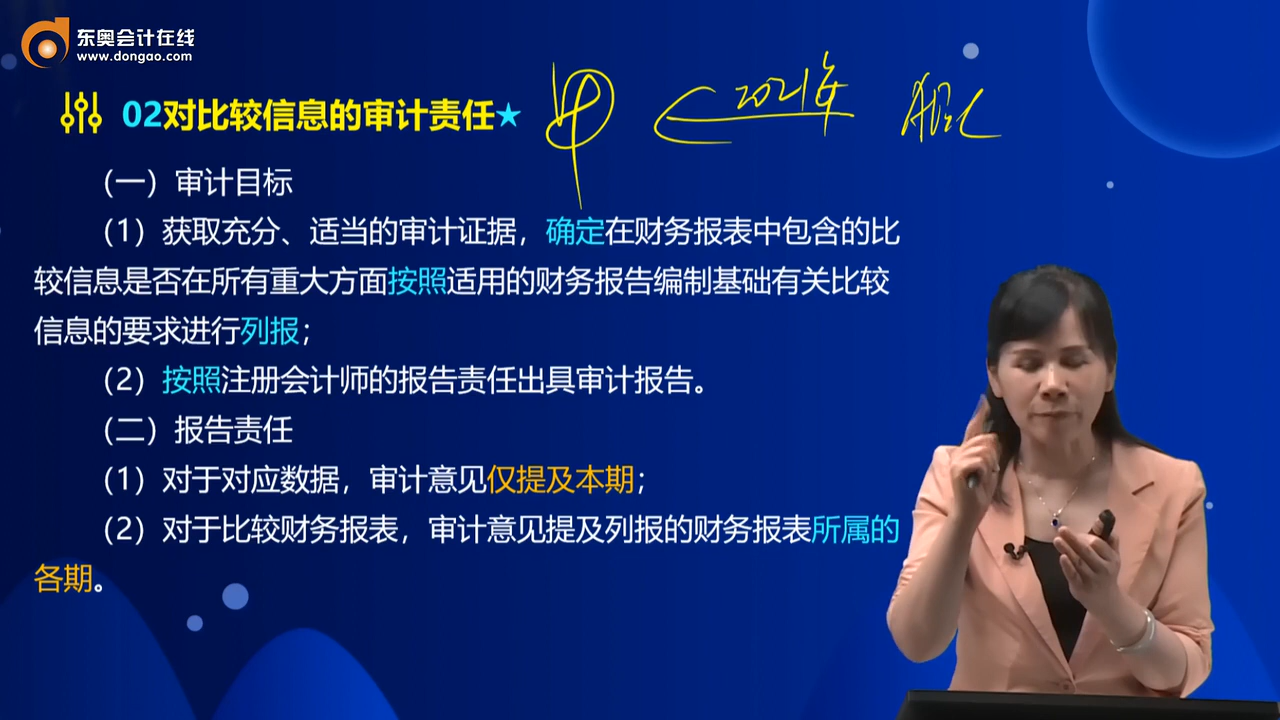 东奥会计在线
www.dongao.com
02对比较信息的审计责任★
甲 2021年 报表
（一）审计目标
（1）获取充分、适当的审计证据，确定在财务报表中包含的比
较信息是否在所有重大方面按照适用的财务报告编制基础有关比较
信息的要求进行列报；
（2）按照注册会计师的报告责任出具审计报告。
（二）报告责任
（1）对于对应数据，审计意见仅提及本期；
（2）对于比较财务报表，审计意见提及列报的财务报表所属的
各期。